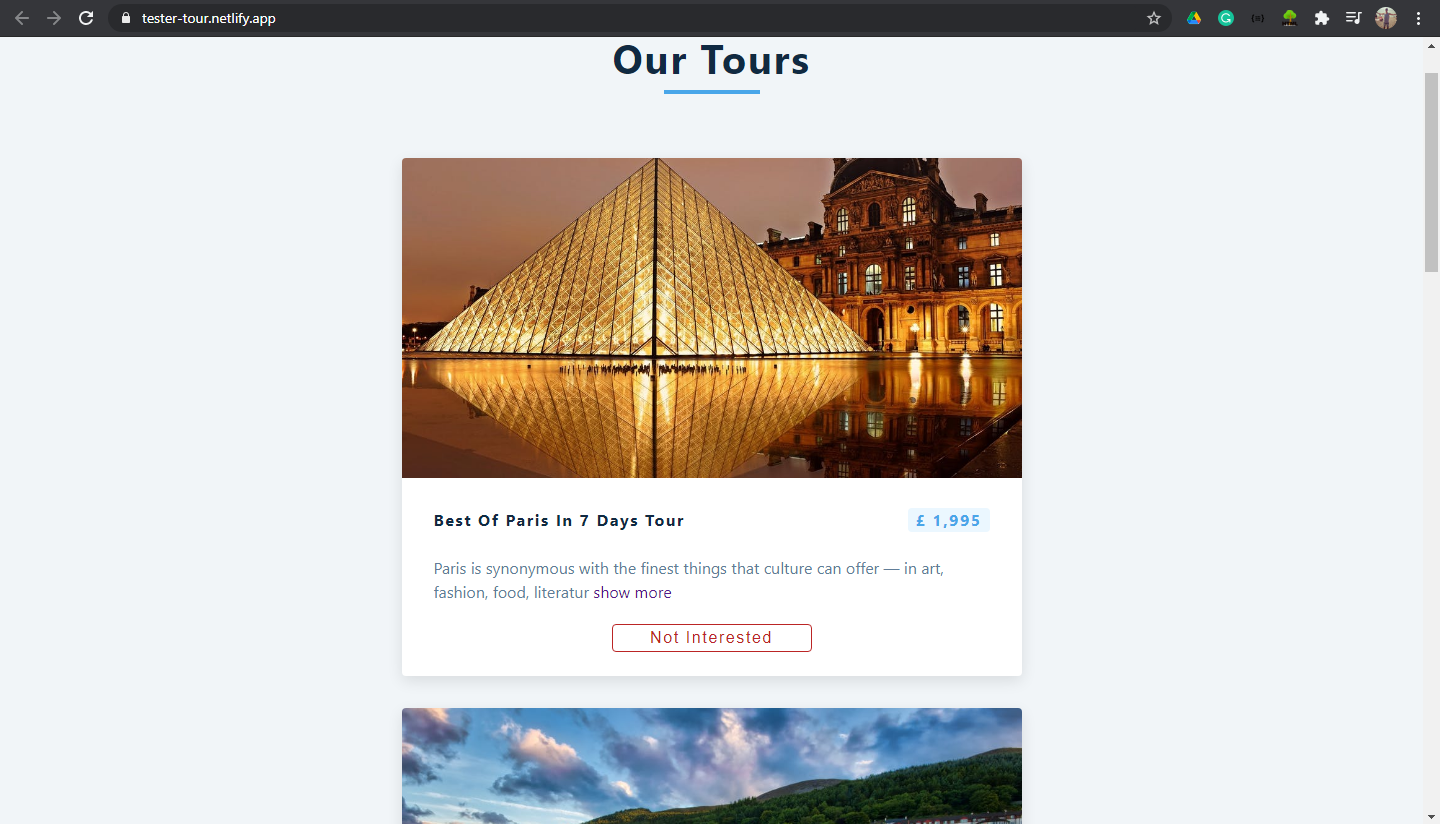 tester-tour.netlify.app
Our Tours
Best Of Paris In 7 Days Tour
£ 1,995
Paris is synonymous with the finest things that culture can offer — in art,
fashion, food, literatur show more
Not Interested